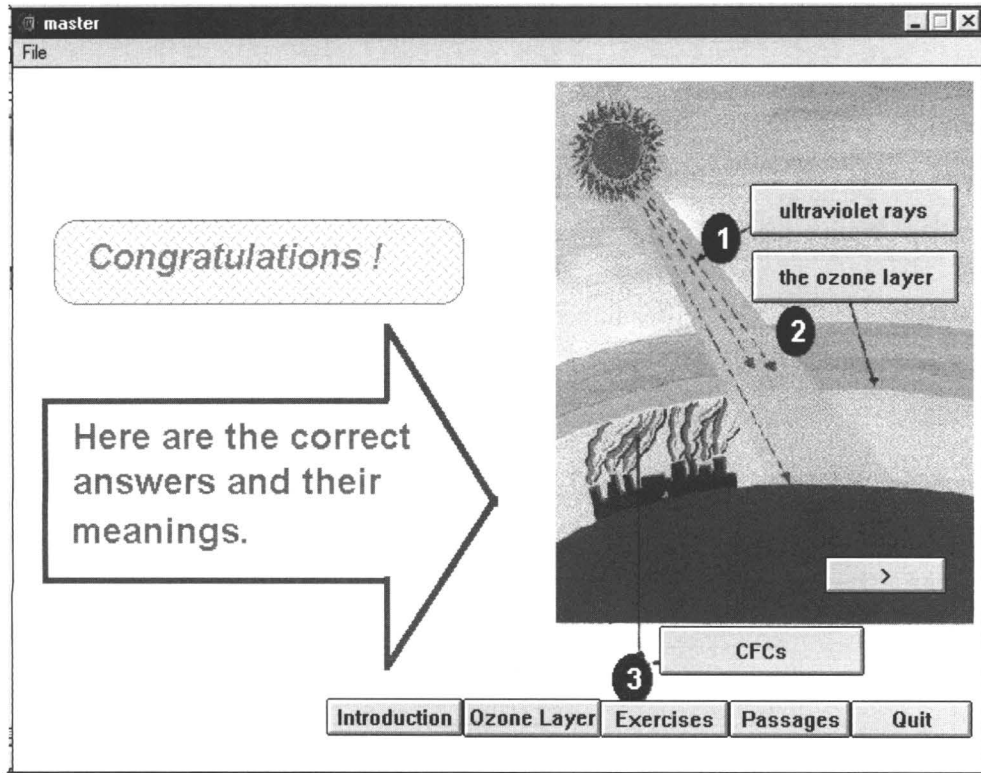 master
File
Congratulations !
Here are the correct
answers and their
meanings.
ultraviolet rays
1
the ozone layer
2
>
CFCs
3
Introduction Ozone Layer Exercises Passages Quit